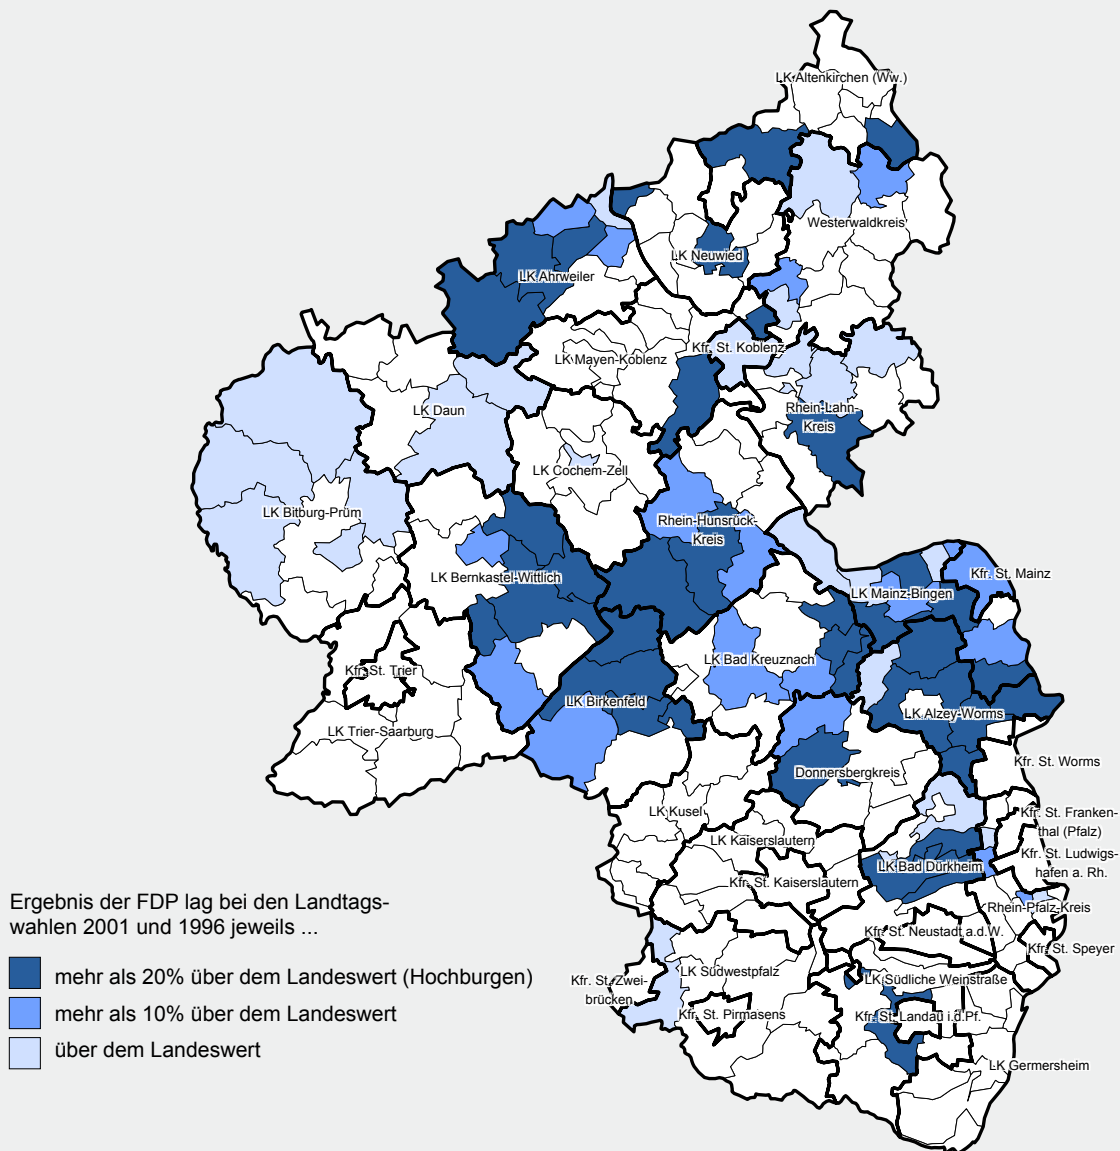 LK Altenkirchen (Ww.)
Westerwaldkreis
LK Neuwied
LK Ahrweiler
Kfr. St. Koblenz
LK Mayen-Koblenz
LK Daun
Rhein-Lahn-
Kreis
LK Cochem-Zell
LK Bitburg-Prüm
Rhein-Hunsrück-
Kreis
Kfr. St. Mainz
LK Bernkastel-Wittlich
LK Mainz-Bingen
LK Bad Kreuznach
Kfr. St. Trier
LK Birkenfeld
LK Alzey-Worms
LK Trier-Saarburg
Kfr. St. Worms
Donnersbergkreis
LK Kusel
Kfr. St. Franken-
thal (Pfalz)
LK Kaiserslautern
Kfr. St. Ludwigs-
hafen a. Rh.
LK Bad Dürkheim
Kfr. St. Kaiserslautern
Rhein-Pfalz-Kreis
Kfr. St. Neustadt a.d.W.
Kfr. St. Speyer
LK Südwestpfalz
Kfr. St. Zwei-
brücken
LK Südliche Weinstraße
Kfr. St. Pirmasens
Kfr. St. Landau i.d.Pf.
LK Germersheim
Ergebnis der FDP lag bei den Landtags-
wahlen 2001 und 1996 jeweils ...
mehr als 20% über dem Landeswert (Hochburgen)
mehr als 10% über dem Landeswert
über dem Landeswert